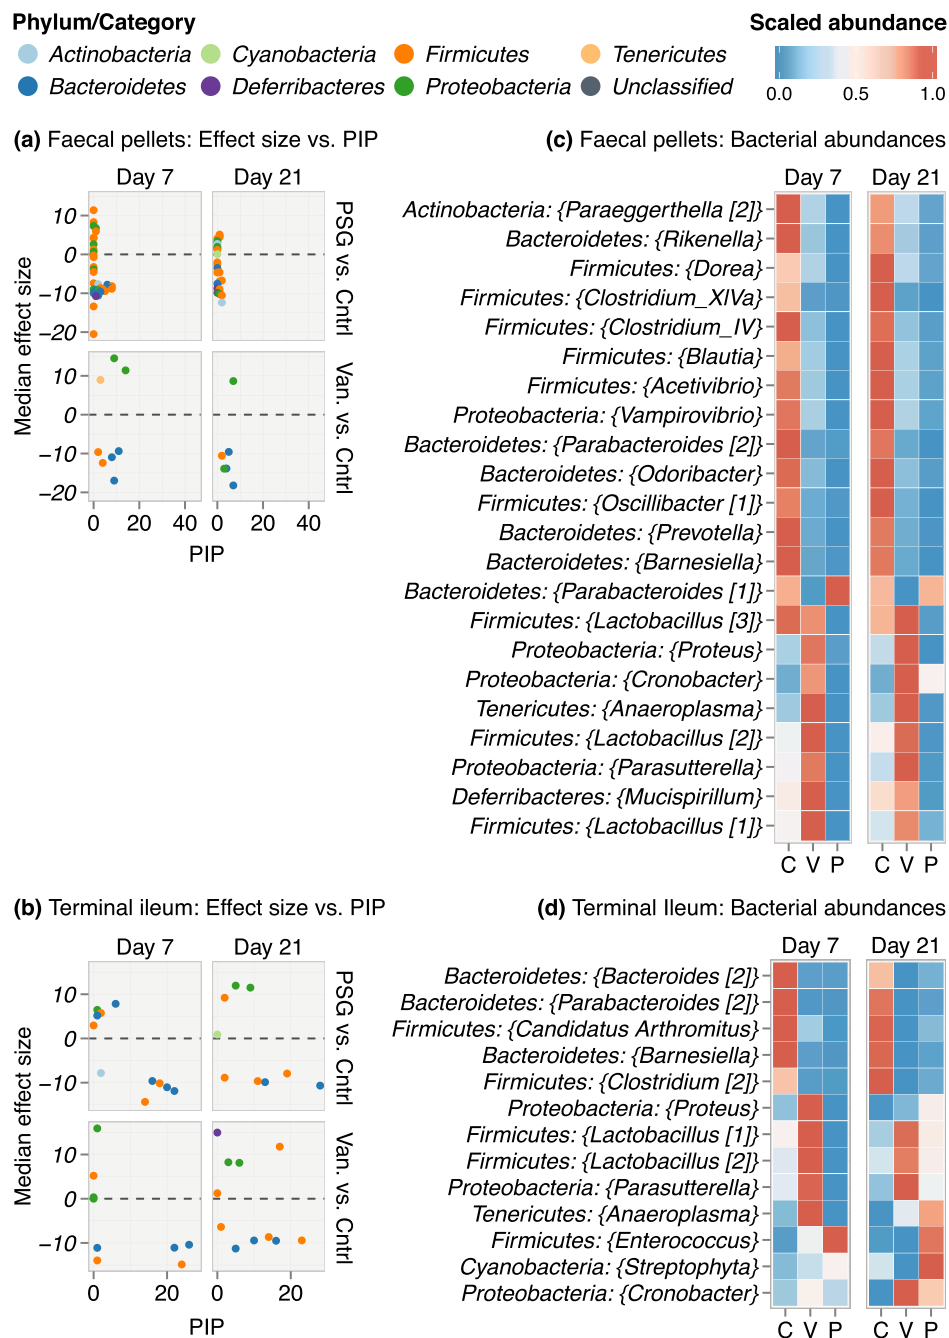 Phylum/Category
Scaled abundance
Actinobacteria Cyanobacteria Firmicutes Tenericutes
Bacteroidetes Deferribacteres Proteobacteria Unclassified
0.0 0.5 1.0
(a) Faecal pellets: Effect size vs. PIP
Day 7 Day 21
10
0
−10
−20
PSG vs. Cntrl
10
0
−10
−20
Van. vs. Cntrl
Median effect size
0 20 40 0 20 40
PIP
(c) Faecal pellets: Bacterial abundances
Day 7 Day 21
Actinobacteria: {Paraeggerthella [2]}
Bacteroidetes: {Rikenella}
Firmicutes: {Dorea}
Firmicutes: {Clostridium_XIVa}
Firmicutes: {Clostridium_IV}
Firmicutes: {Blautia}
Firmicutes: {Acetivibrio}
Proteobacteria: {Vampirovibrio}
Bacteroidetes: {Parabacteroides [2]}
Bacteroidetes: {Odoribacter}
Firmicutes: {Oscillibacter [1]}
Bacteroidetes: {Prevotella}
Bacteroidetes: {Barnesiella}
Bacteroidetes: {Parabacteroides [1]}
Firmicutes: {Lactobacillus [3]}
Proteobacteria: {Proteus}
Proteobacteria: {Cronobacter}
Tenericutes: {Anaeroplasma}
Firmicutes: {Lactobacillus [2]}
Proteobacteria: {Parasutterella}
Deferribacteres: {Mucispirillum}
Firmicutes: {Lactobacillus [1]}
C V P C V P
(b) Terminal ileum: Effect size vs. PIP
Day 7 Day 21
10
0
−10
PSG vs. Cntrl
10
0
−10
Van. vs. Cntrl
Median effect size
0 20 0 20
PIP
(d) Terminal Ileum: Bacterial abundances
Day 7 Day 21
Bacteroidetes: {Bacteroides [2]}
Bacteroidetes: {Parabacteroides [2]}
Firmicutes: {Candidatus Arthromitus}
Bacteroidetes: {Barnesiella}
Firmicutes: {Clostridium [2]}
Proteobacteria: {Proteus}
Firmicutes: {Lactobacillus [1]}
Firmicutes: {Lactobacillus [2]}
Proteobacteria: {Parasutterella}
Tenericutes: {Anaeroplasma}
Firmicutes: {Enterococcus}
Cyanobacteria: {Streptophyta}
Proteobacteria: {Cronobacter}
C V P C V P